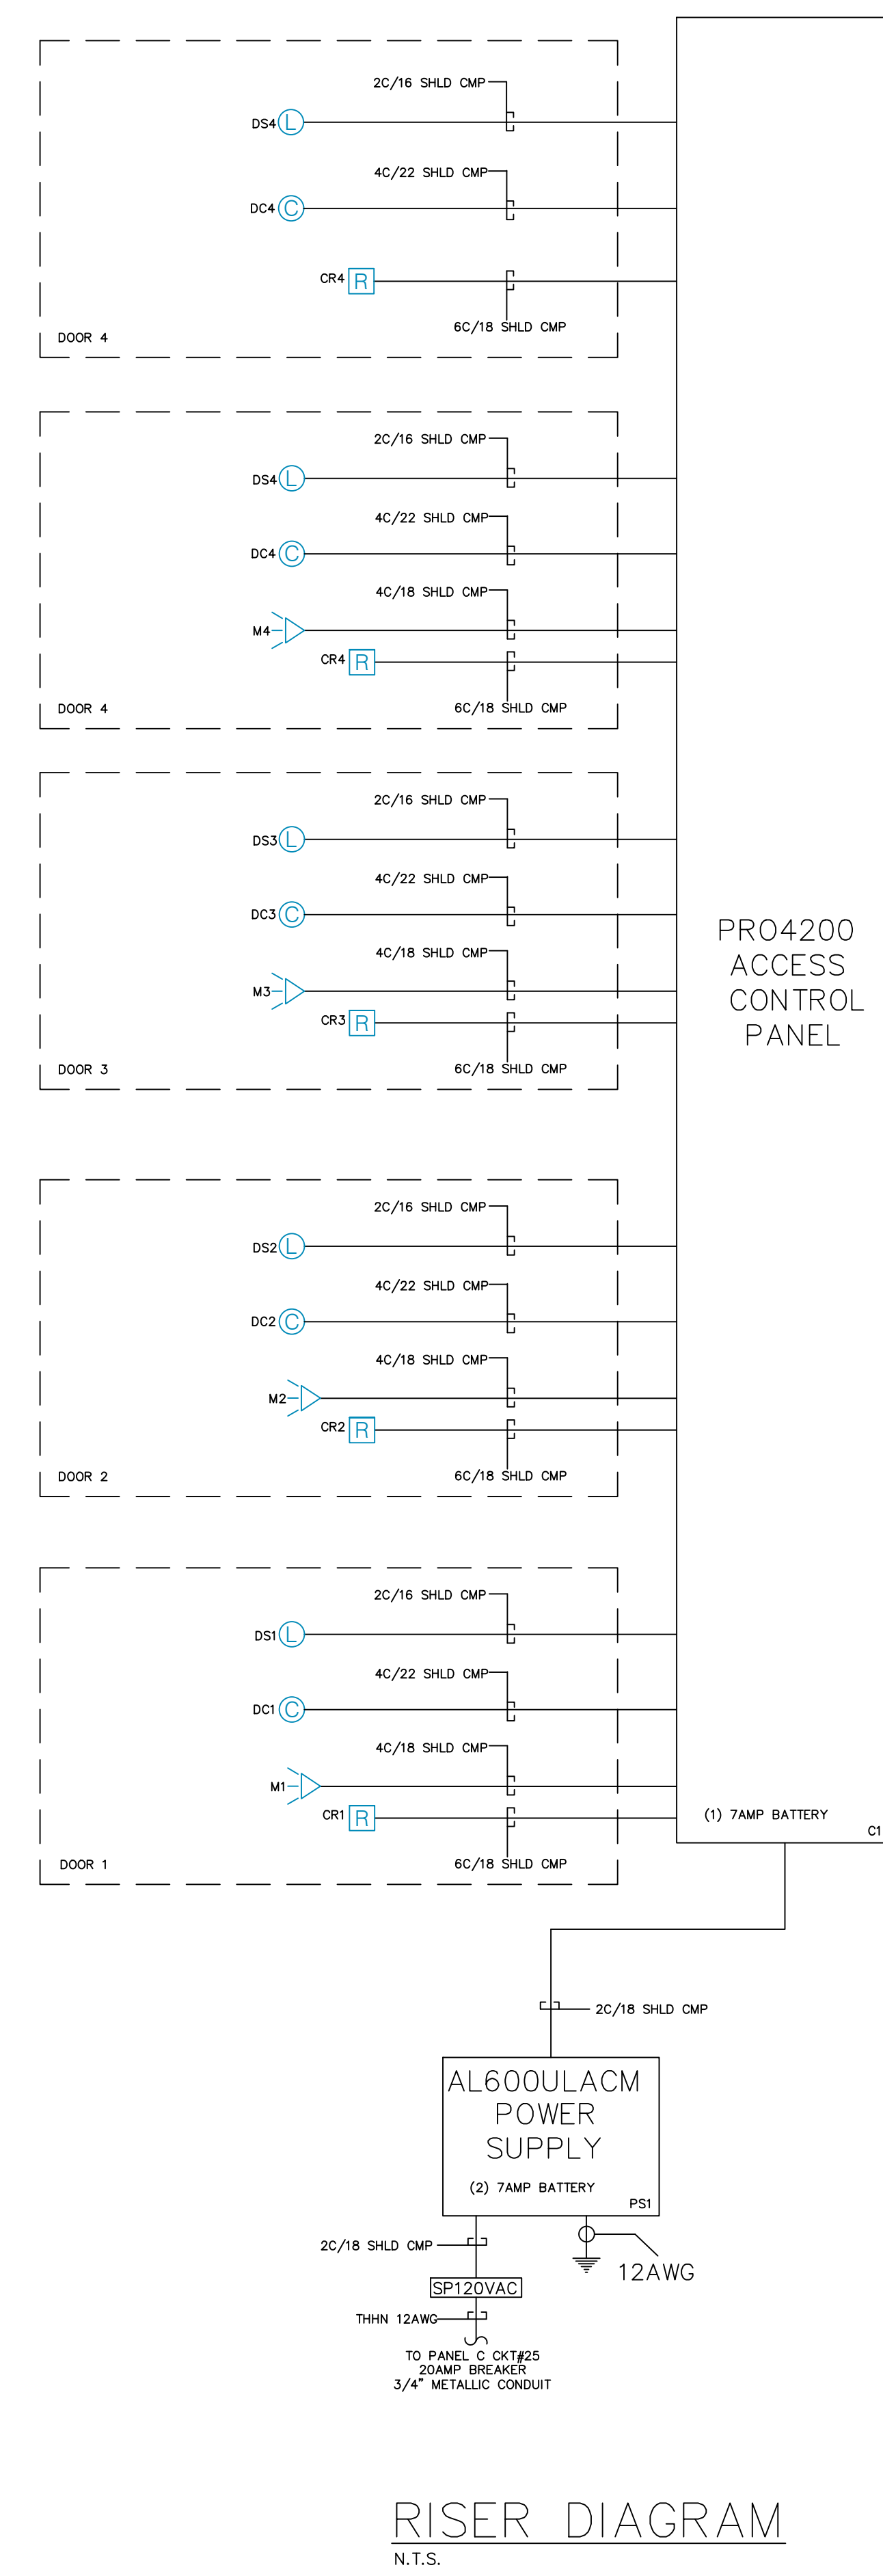 2C/16 SHLD CMP
DS4 L
4C/22 SHLD CMP
DC4 C
CR4 R
6C/18 SHLD CMP
DOOR 4
2C/16 SHLD CMP
DS4 L
4C/22 SHLD CMP
DC4 C
4C/18 SHLD CMP
M4
CR4 R
6C/18 SHLD CMP
DOOR 4
2C/16 SHLD CMP
DS3 L
4C/22 SHLD CMP
DC3 C
4C/18 SHLD CMP
M3
CR3 R
6C/18 SHLD CMP
DOOR 3
PRO4200
ACCESS
CONTROL
PANEL
2C/16 SHLD CMP
DS2 L
4C/22 SHLD CMP
DC2 C
4C/18 SHLD CMP
M2
CR2 R
6C/18 SHLD CMP
DOOR 2
2C/16 SHLD CMP
DS1 L
4C/22 SHLD CMP
DC1 C
4C/18 SHLD CMP
M1
CR1 R
6C/18 SHLD CMP
DOOR 1
(1) 7AMP BATTERY
C1
2C/18 SHLD CMP
AL600ULACM
POWER
SUPPLY
(2) 7AMP BATTERY
PS1
2C/18 SHLD CMP
12AWG
SP120VAC
THHN 12AWG
TO PANEL C CKT#25
20AMP BREAKER
3/4" METALLIC CONDUIT
RISER DIAGRAM
N.T.S.